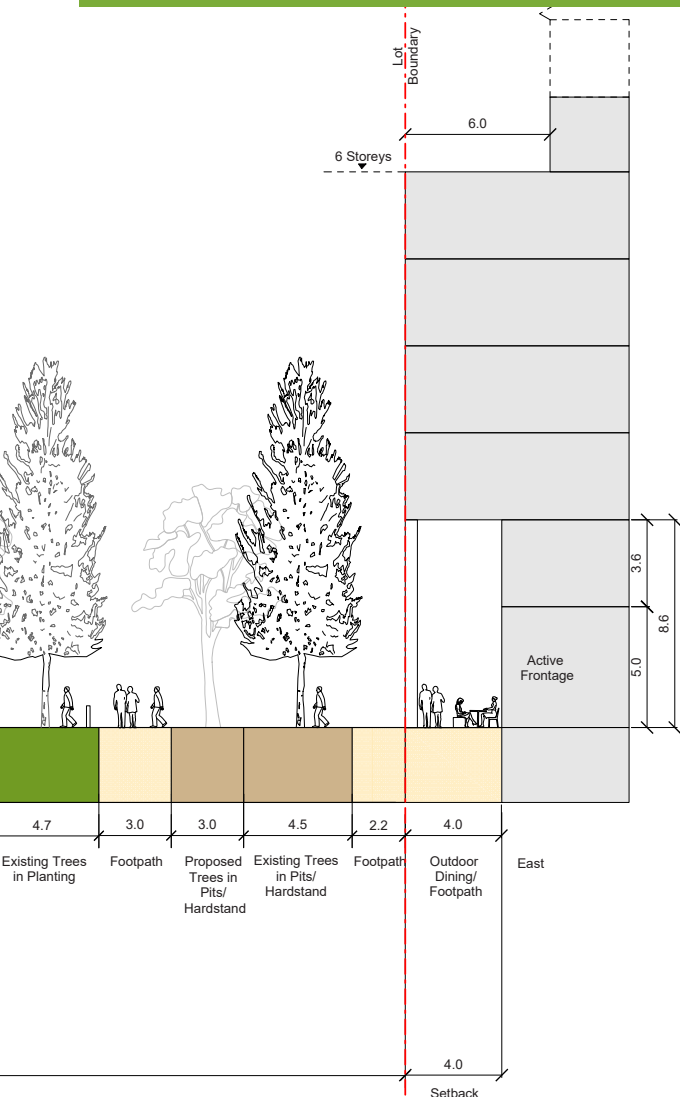 Lot
Boundary
6.0
6 Storeys
3.6
8.6
5.0
Active
Frontage
4.7
3.0
3.0
4.5
2.2
4.0
Existing Trees
in Planting
Footpath
Proposed
Trees in
Pits/
Hardstand
Existing Trees
in Pits/
Hardstand
Footpath
Outdoor
Dining/
Footpath
East
4.0
Setback